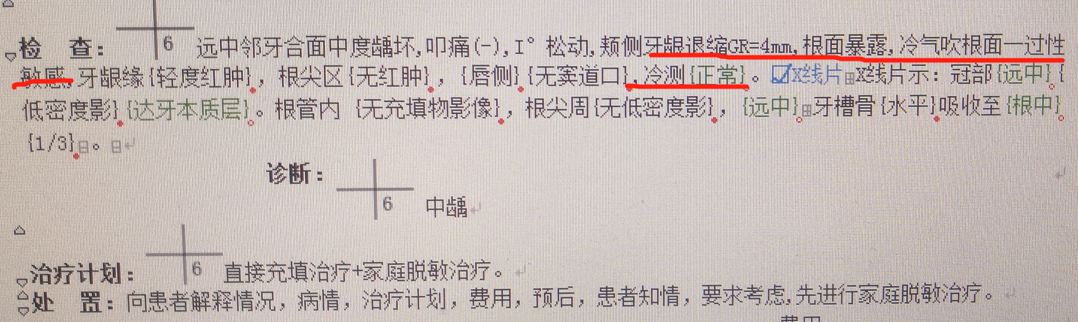 检 查： 6 远中邻牙合面中度龋坏,叩痛(-),I°松动,颊侧牙龈退缩GR=4mm,根面暴露,冷气吹根面一过性
敏感,牙龈缘{轻度红肿}，根尖区{无红肿}，{唇侧}{无窦道口},冷测{正常}。☑X线片 X线片示：冠部{远中}{
低密度影}{达牙本质层}。根管内 {无充填物影像}，根尖周{无低密度影}，{远中} 牙槽骨{水平}吸收至{根中}
{1/3} 。
诊断： 6 中龋
治疗计划： 6 直接充填治疗+家庭脱敏治疗。
处 置：向患者解释情况，病情，治疗计划，费用，预后，患者知情，要求考虑,先进行家庭脱敏治疗。